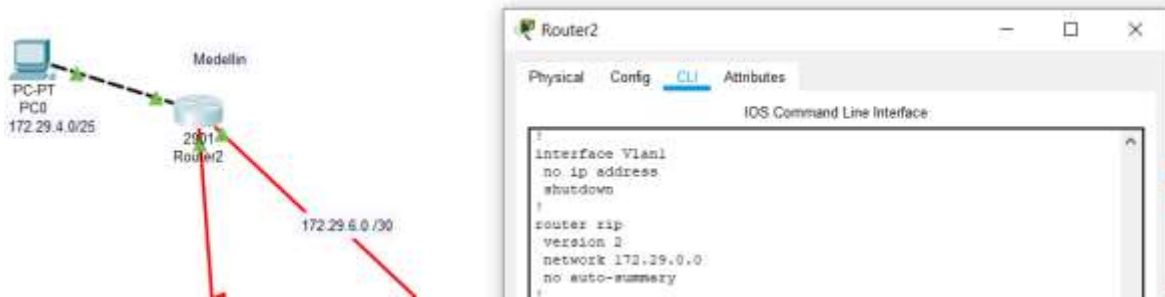 Medellin
PC-PT
PC0
172.29.4.0/25
2901
Router2
172.29.6.0 /30
Router2
Physical Config CLI Attributes
IOS Command Line Interface
!
interface Vlan1
no ip address
shutdown
!
router rip
version 2
network 172.29.0.0
no auto-summary
!